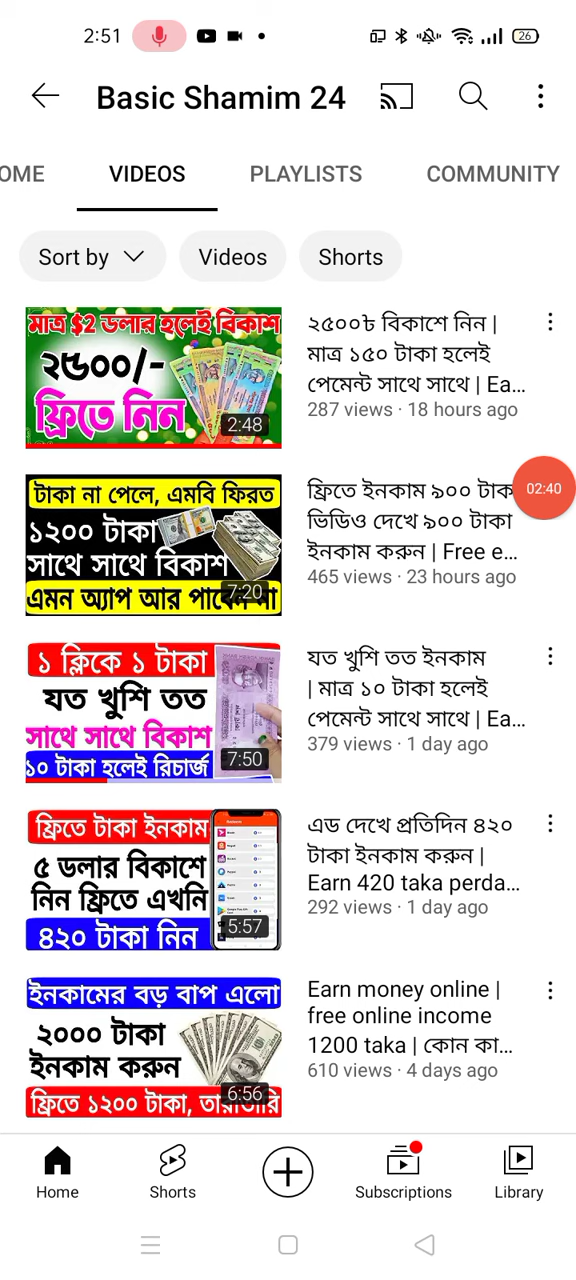 2:51
26
Basic Shamim 24
OME VIDEOS PLAYLISTS COMMUNITY
Sort by Videos Shorts
মাত্র $2 ডলার হলেই বিকাশ
২৫০০/-
ফ্রিতে নিন
2:48
২৫০০৳ বিকাশে নিন |
মাত্র ১৫০ টাকা হলেই
পেমেন্ট সাথে সাথে | Ea...
287 views · 18 hours ago
টাকা না পেলে, এমবি ফিরত
১২০০ টাকা
সাথে সাথে বিকাশ
এমন অ্যাপ আর পাবেন না
7:20
ফ্রিতে ইনকাম ৯০০ টাক
ভিডিও দেখে ৯০০ টাকা
ইনকাম করুন | Free e...
465 views · 23 hours ago
02:40
১ ক্লিকে ১ টাকা
যত খুশি তত
সাথে সাথে বিকাশ
১০ টাকা হলেই রিচার্জ
7:50
যত খুশি তত ইনকাম
| মাত্র ১০ টাকা হলেই
পেমেন্ট সাথে সাথে | Ea...
379 views · 1 day ago
ফ্রিতে টাকা ইনকাম
৫ ডলার বিকাশে
নিন ফ্রিতে এখনি
৪২০ টাকা নিন
5:57
এড দেখে প্রতিদিন ৪২০
টাকা ইনকাম করুন |
Earn 420 taka perda...
292 views · 1 day ago
ইনকামের বড় বাপ এলো
২০০০ টাকা
ইনকাম করুন
ফ্রিতে ১২০০ টাকা, তারাতারি
6:56
Earn money online |
free online income
1200 taka | কোন কা...
610 views · 4 days ago
Home Shorts Subscriptions Library